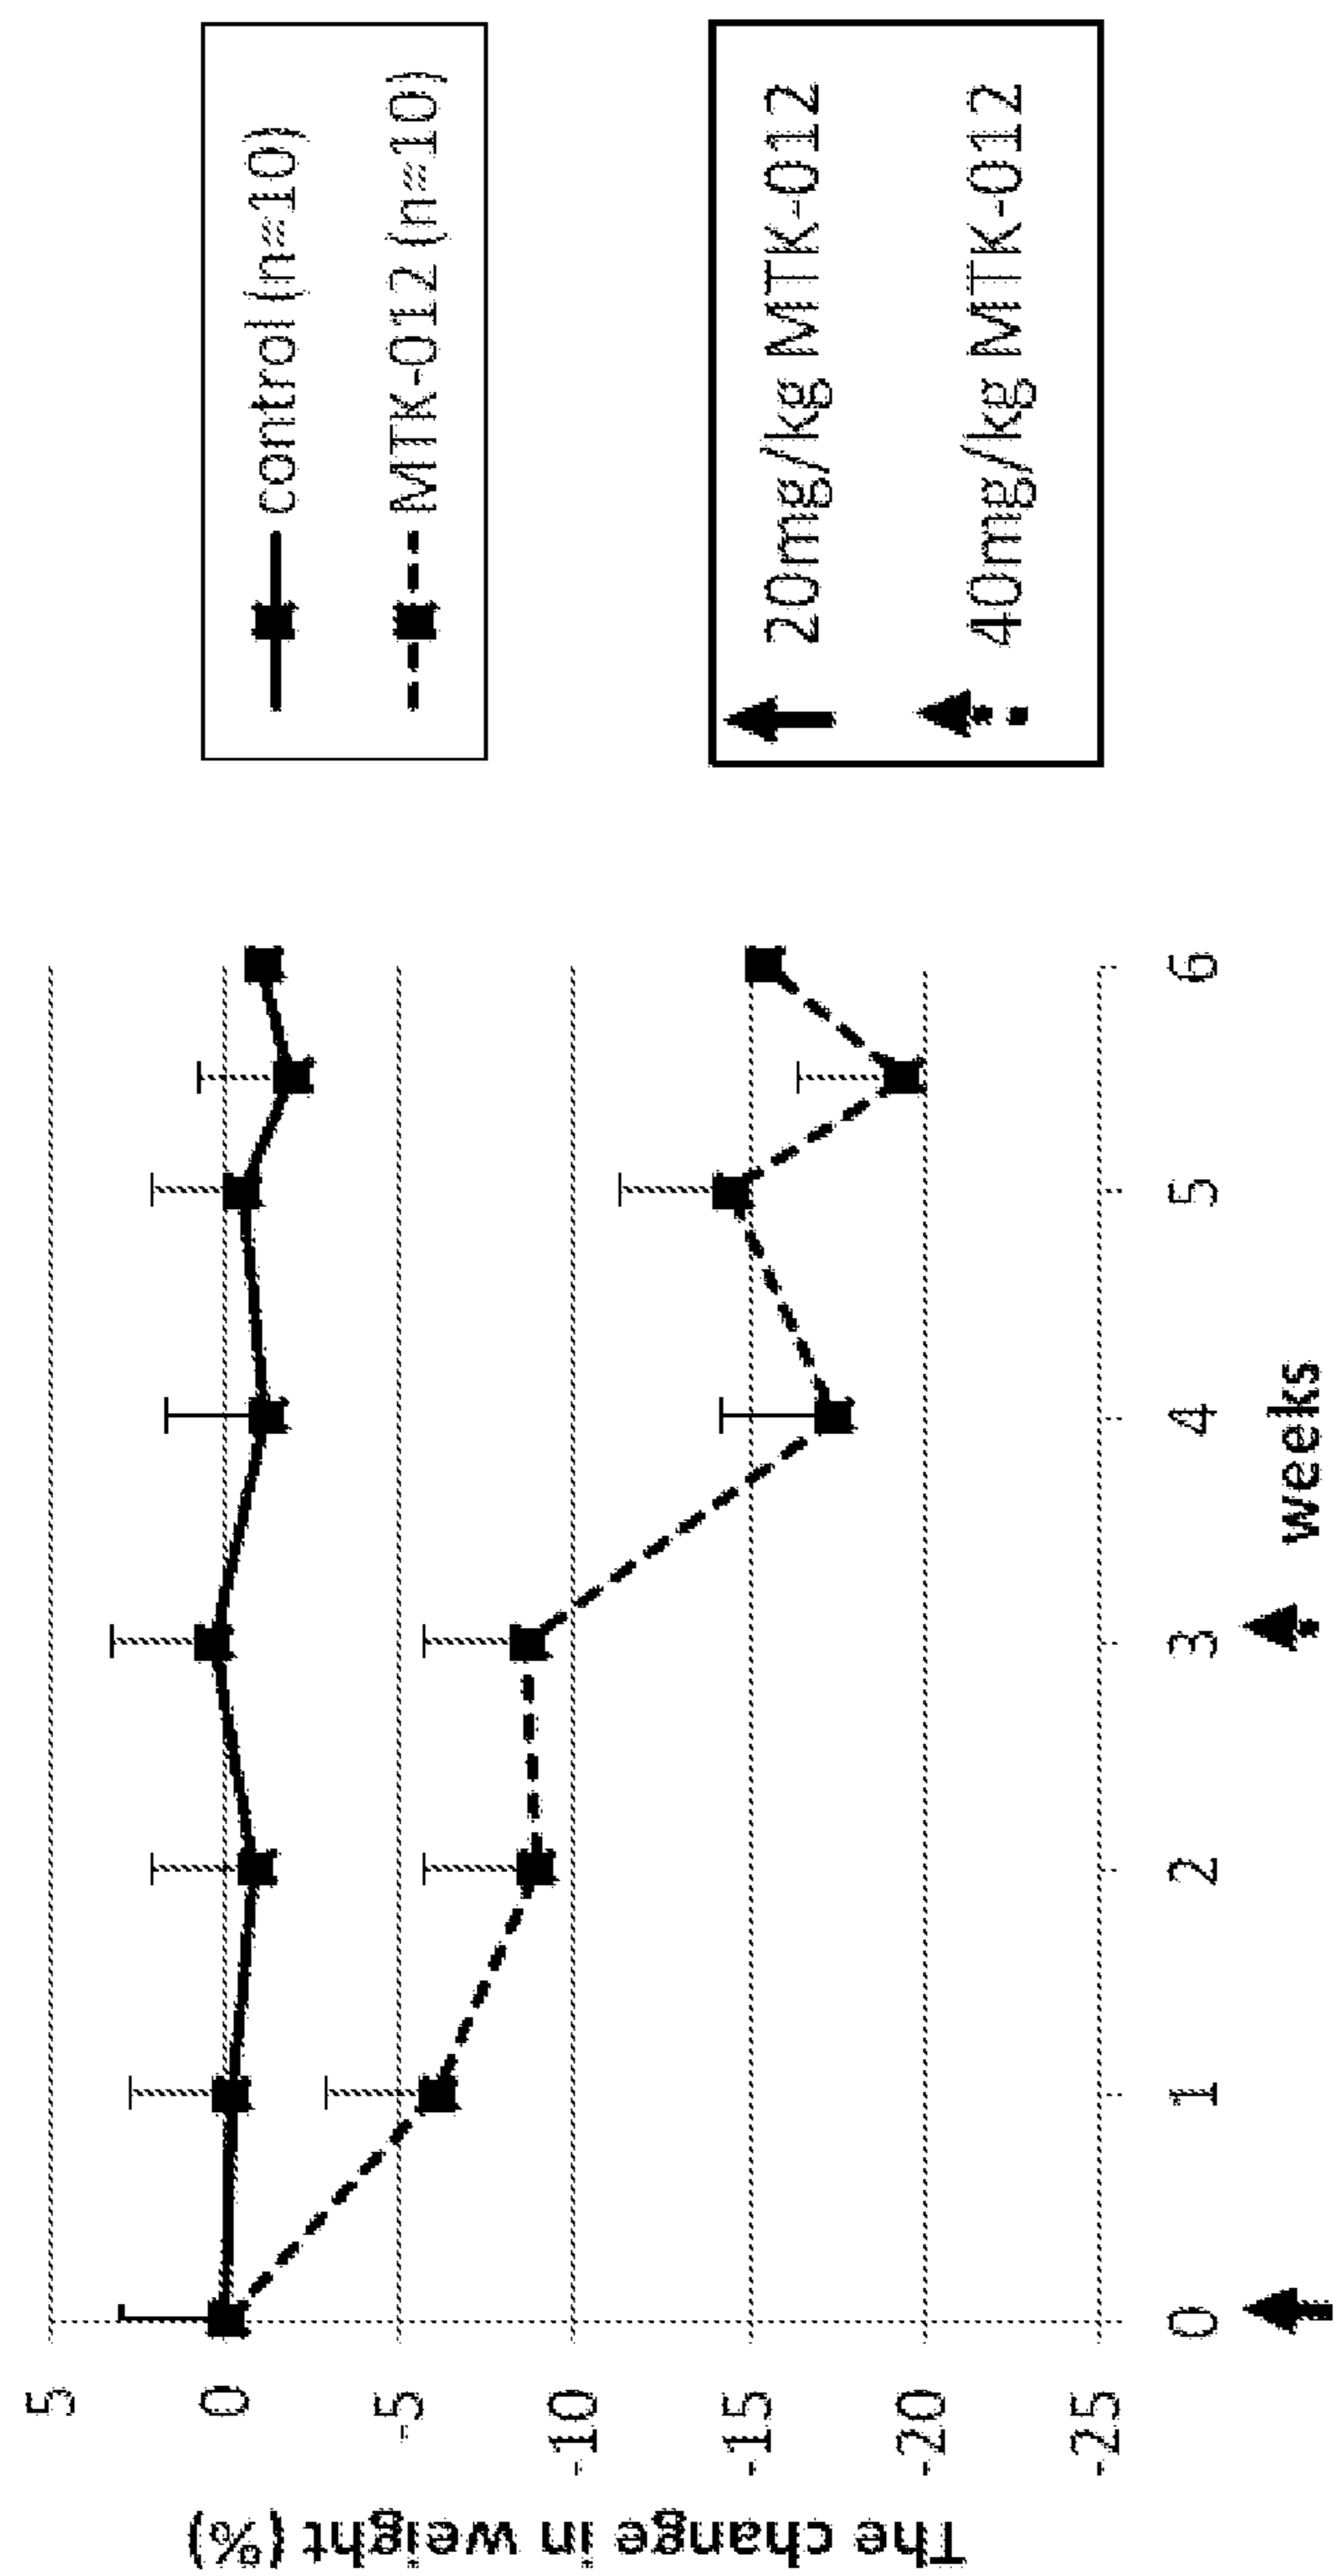 The change in weight (%)
5
0
-5
-10
-15
-20
-25
0 1 2 3 4 5 6
weeks
control (n=10)
MTK-012 (n=10)
20mg/kg MTK-012
40mg/kg MTK-012